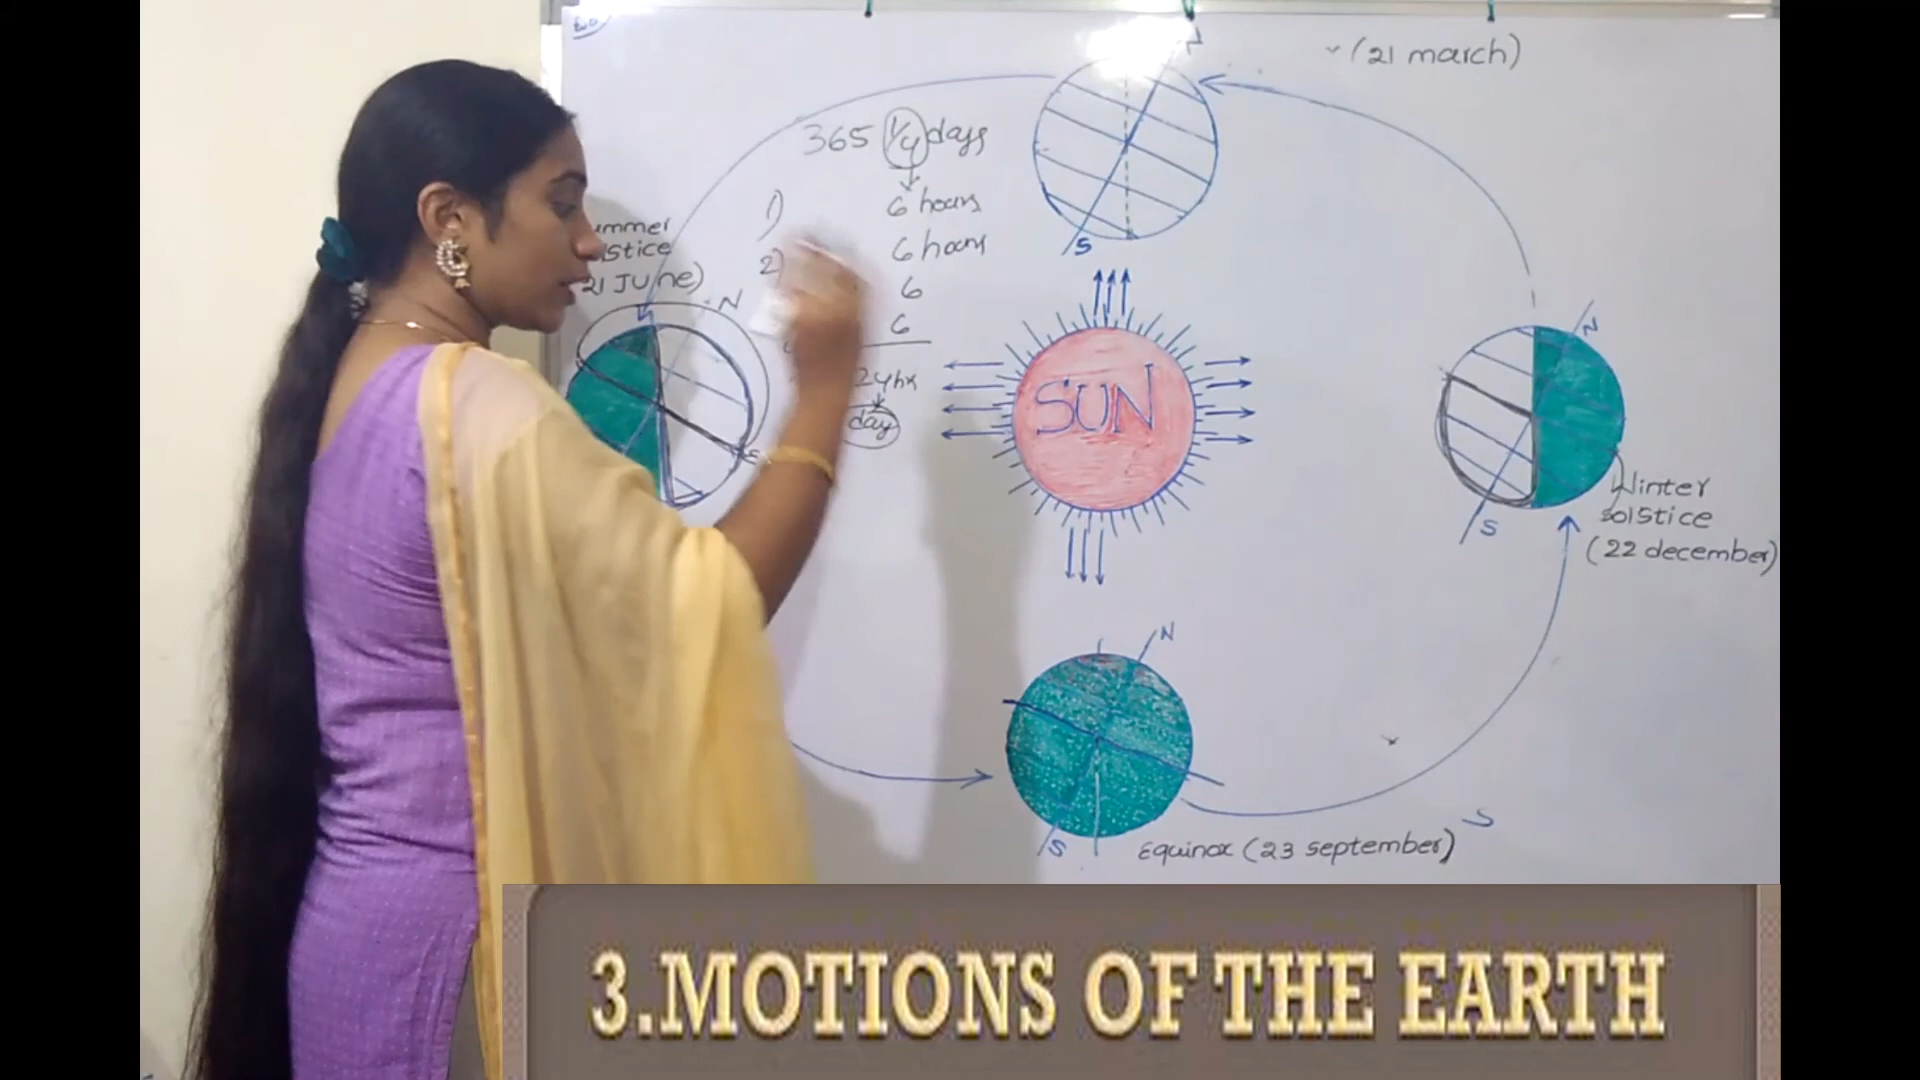 (21 march)
365 1/4 days
1) 6 hours
2) 6 hours
6
6
24hr
day
ummer
lstice
21 June)
N
S
SUN
N
S
Winter
solstice
(22 december)
N
S
Equinox (23 september)
S
3.MOTIONS OF THE EARTH